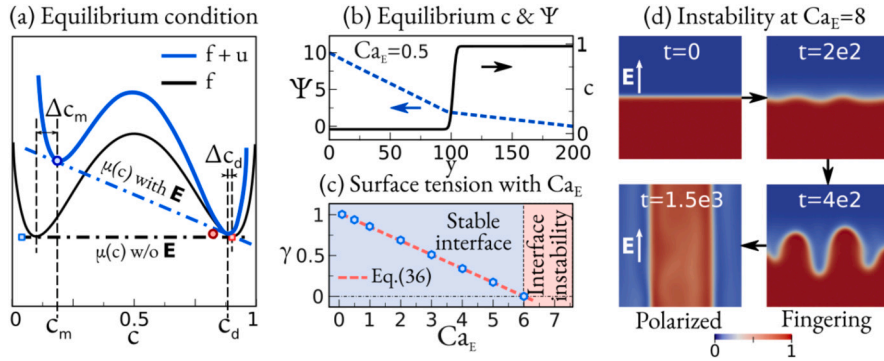 (a) Equilibrium condition
f + u
f
Δc_m
Δc_d
μ(c) with E
μ(c) w/o E
0
0.5
1
c_m
c
c_d
(b) Equilibrium c & Ψ
Ca_E=0.5
10
5
0
Ψ
1
0
c
0
50
100
150
200
y
(c) Surface tension with Ca_E
1
0.5
0
γ
Stable
interface
Interface
instability
Eq.(36)
0 1 2 3 4 5 6 7
Ca_E
(d) Instability at Ca_E=8
t=0
E
t=2e2
t=1.5e3
E
t=4e2
Polarized
Fingering
0
1